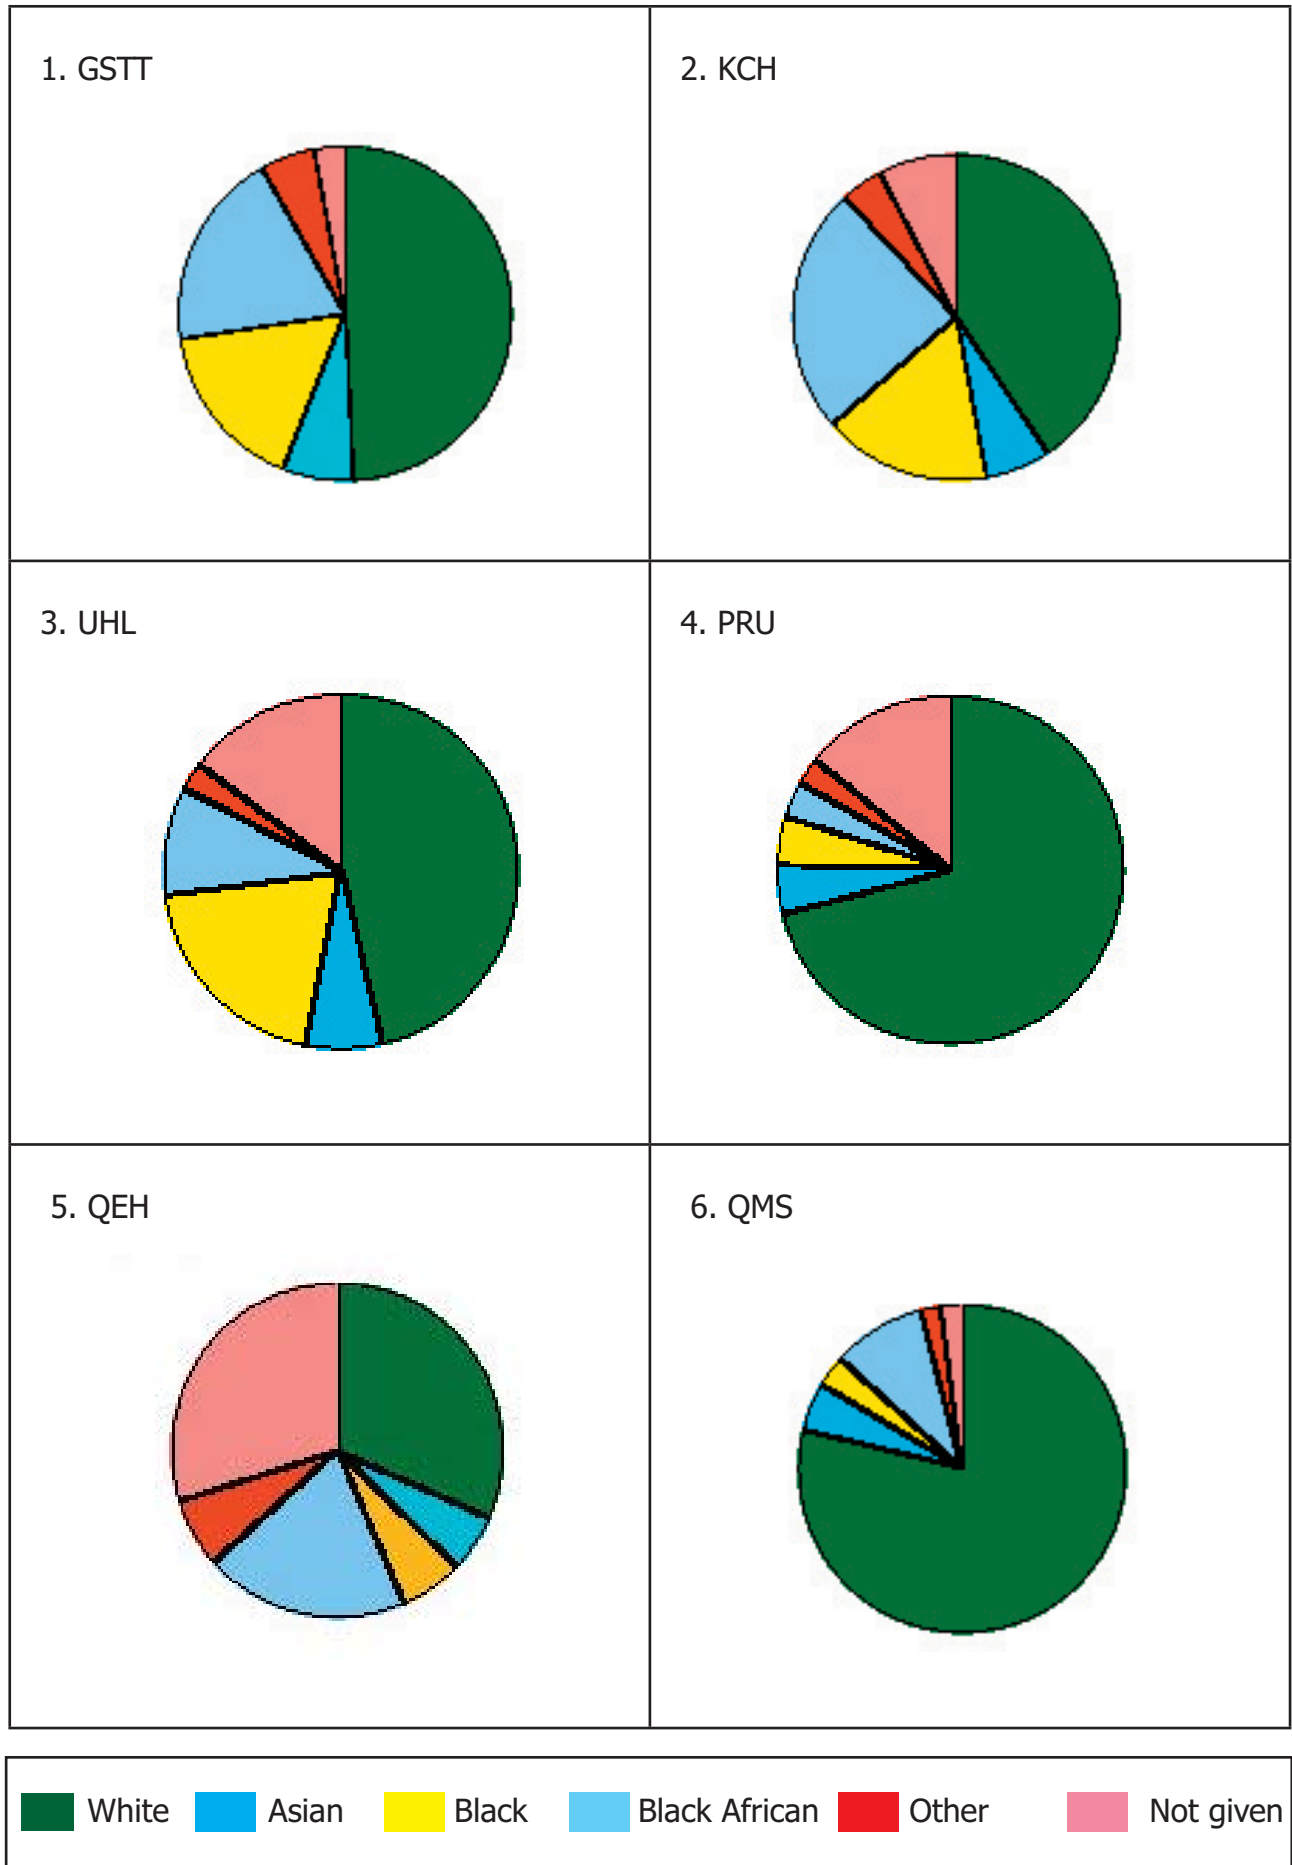 1. GSTT
2. KCH
3. UHL
4. PRU
5. QEH
6. QMS
White Asian Black Black African Other Not given